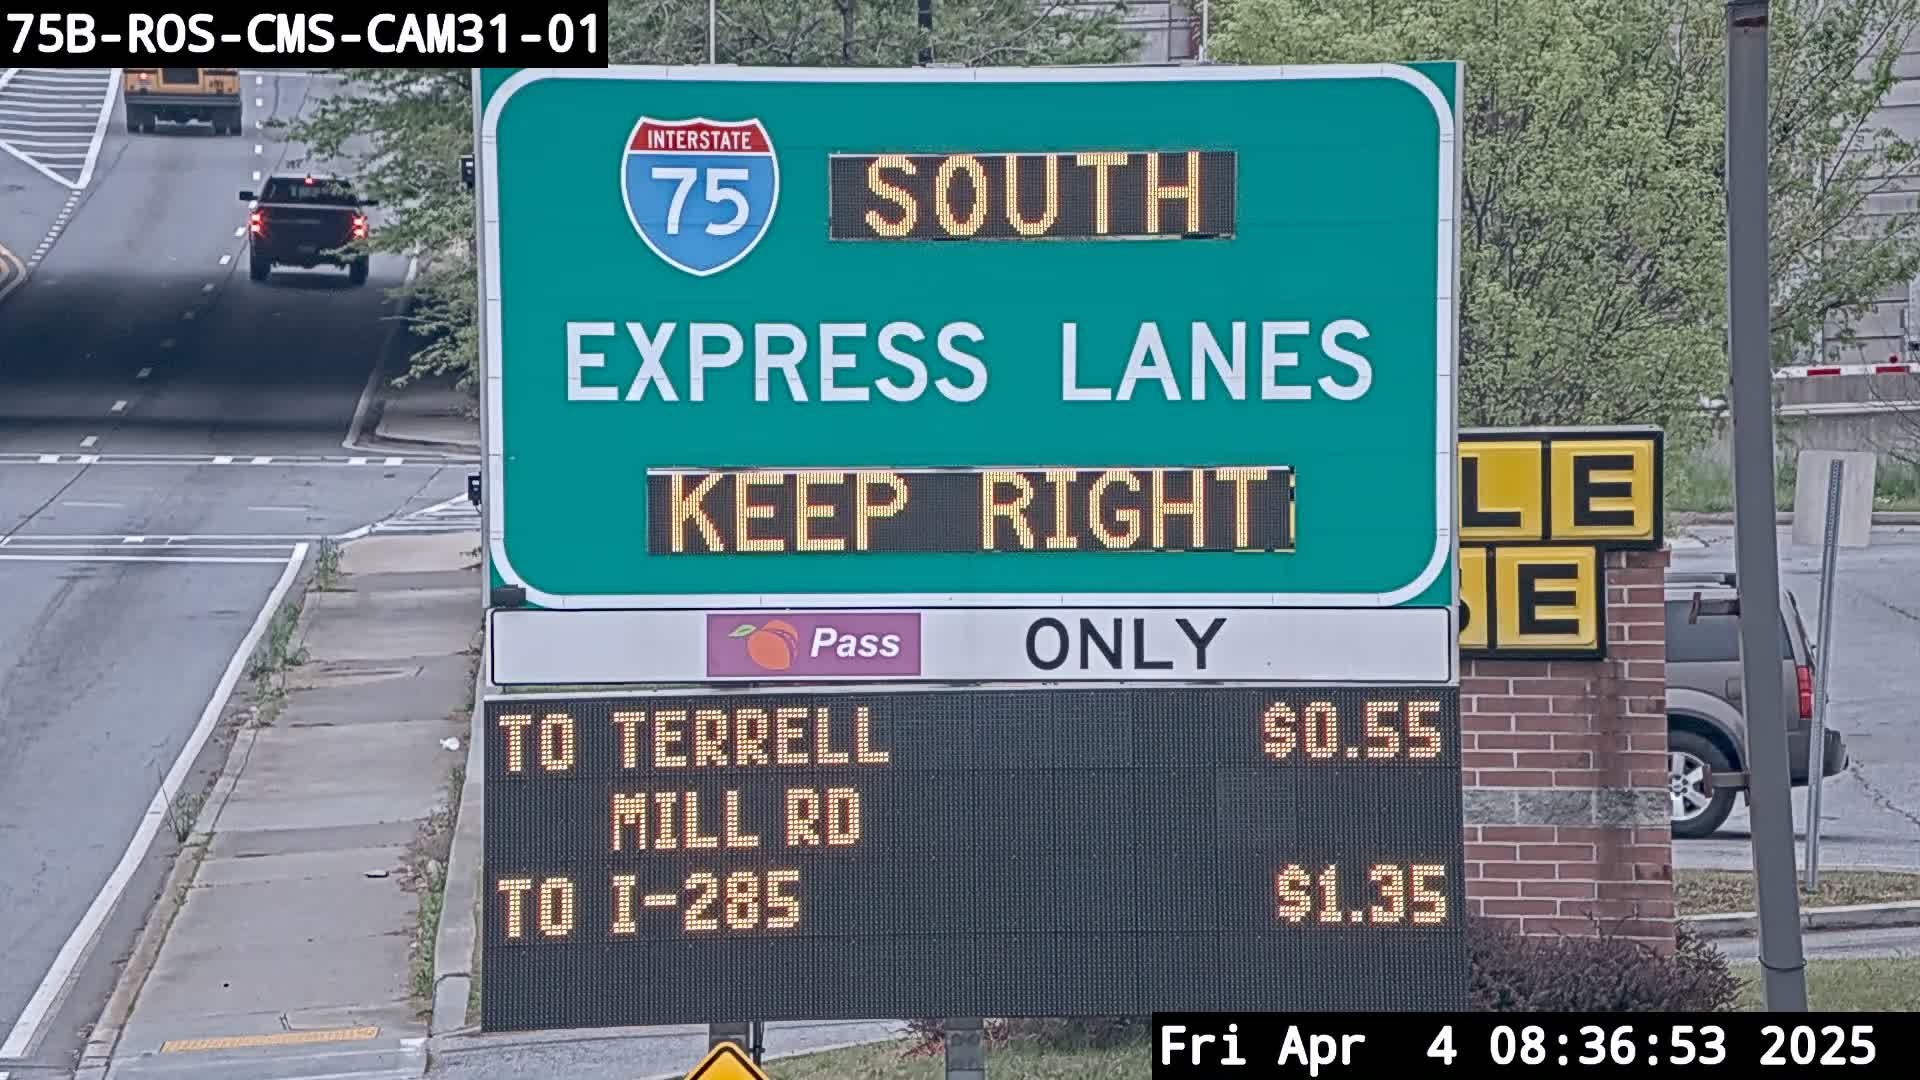 75B-ROS-CMS-CAM31-01
INTERSTATE
75
SOUTH
EXPRESS LANES
KEEP RIGHT
Pass ONLY
TO TERRELL $0.55
MILL RD
TO I-285 $1.35
LE
E
Fri Apr 4 08:36:53 2025